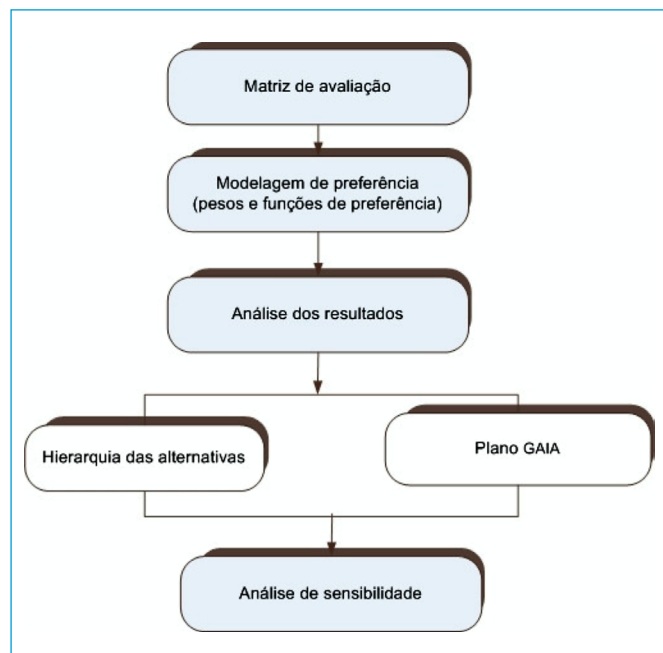 Matriz de avaliação
Modelagem de preferência
(pesos e funções de preferência)
Análise dos resultados
Hierarquia das alternativas
Plano GAIA
Análise de sensibilidade